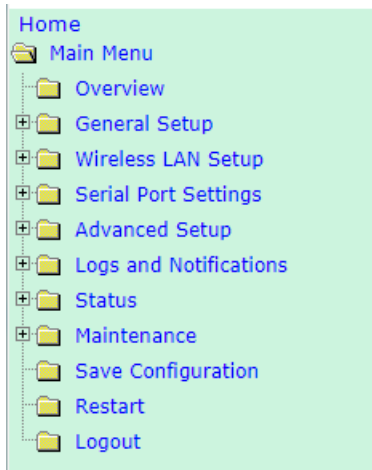 Home
Main Menu
Overview
General Setup
Wireless LAN Setup
Serial Port Settings
Advanced Setup
Logs and Notifications
Status
Maintenance
Save Configuration
Restart
Logout